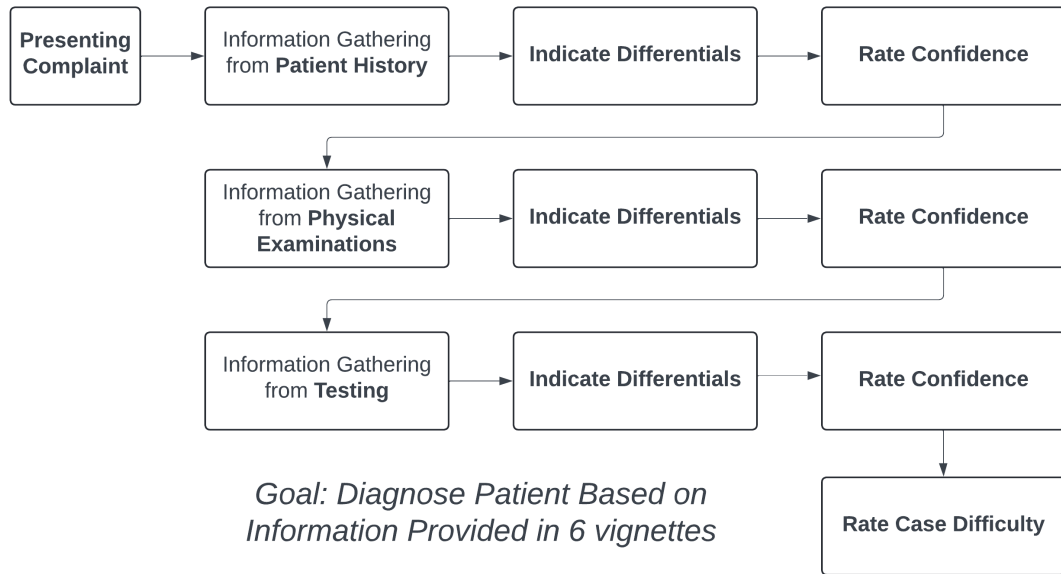 Presenting
Complaint
Information Gathering
from Patient History
Indicate Differentials
Rate Confidence
Information Gathering
from Physical
Examinations
Indicate Differentials
Rate Confidence
Information Gathering
from Testing
Indicate Differentials
Rate Confidence
Goal: Diagnose Patient Based on
Information Provided in 6 vignettes
Rate Case Difficulty